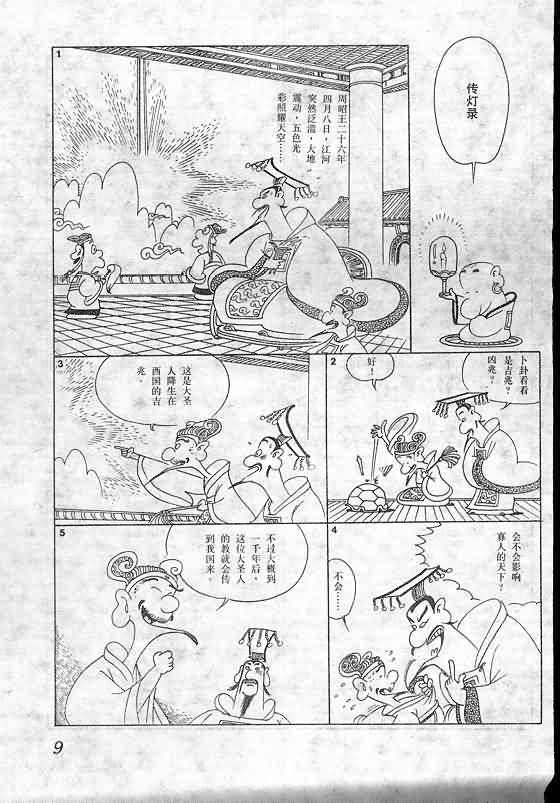 传灯录
1
周昭王二十六年
四月八日，江河
突然泛滥，大地
震动，五色光
彩照耀天空……
2
卜卦看看
是吉兆？
凶兆？
好！
3
这是大圣
人降生在
西国的吉
兆。
4
会不会影响
寡人的天下？
不会……
5
不过大概到
一千年后，
这位大圣人
的教就会传
到我国来。
9